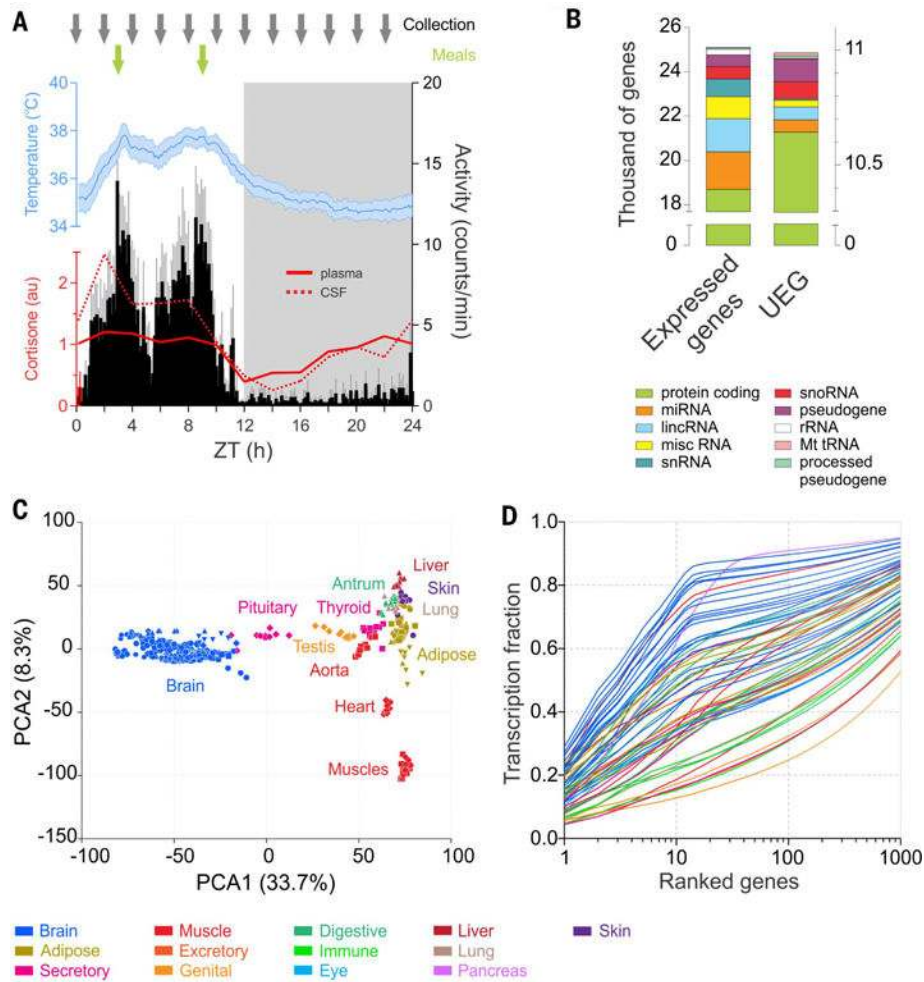 A
Collection
Meals
40
38
36
34
Temperature (°C)
20
15
10
5
0
Activity (counts/min)
2
1
0
Cortisone (au)
plasma
CSF
0
4
8
12
16
20
24
ZT (h)
B
26
24
22
20
18
0
Thousand of genes
11
10.5
0
Expressed
genes
UEG
protein coding
miRNA
lincRNA
misc RNA
snRNA
snoRNA
pseudogene
rRNA
Mt tRNA
processed
pseudogene
C
100
50
0
-50
-100
-150
PCA2 (8.3%)
Liver
Antrum
Skin
Pituitary
Thyroid
Lung
Testis
Adipose
Aorta
Brain
Heart
Muscles
-100
-50
0
50
100
PCA1 (33.7%)
D
1.0
0.8
0.6
0.4
0.2
0.0
Transcription fraction
1
10
100
1000
Ranked genes
Brain
Muscle
Digestive
Liver
Skin
Adipose
Excretory
Immune
Lung
Secretory
Genital
Eye
Pancreas